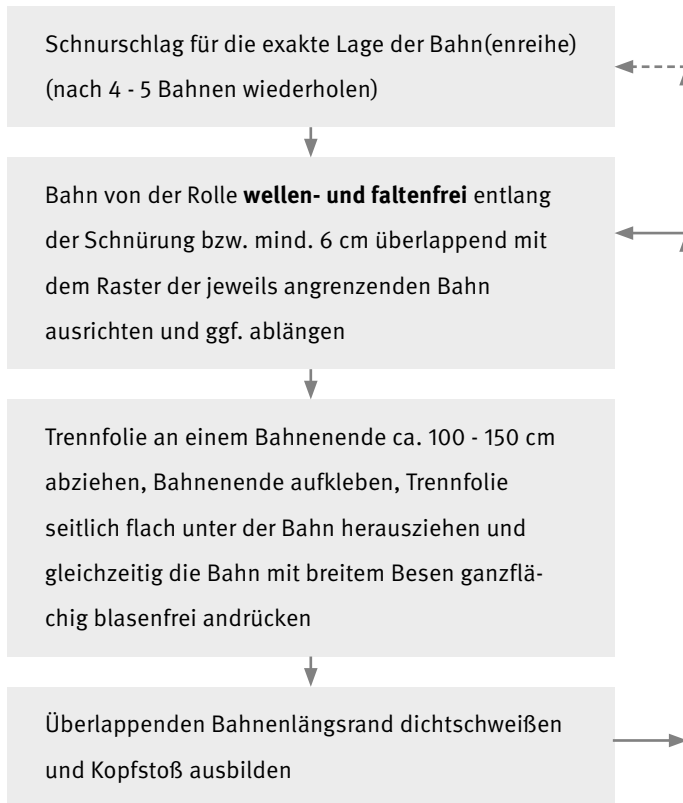 Schnurschlag für die exakte Lage der Bahn(enreihe)
(nach 4 - 5 Bahnen wiederholen)
Bahn von der Rolle wellen- und faltenfrei entlang
der Schnürung bzw. mind. 6 cm überlappend mit
dem Raster der jeweils angrenzenden Bahn
ausrichten und ggf. ablängen
Trennfolie an einem Bahnenende ca. 100 - 150 cm
abziehen, Bahnenende aufkleben, Trennfolie
seitlich flach unter der Bahn herausziehen und
gleichzeitig die Bahn mit breitem Besen ganzflä-
chig blasenfrei andrücken
Überlappenden Bahnenlängsrand dichtschweißen
und Kopfstoß ausbilden